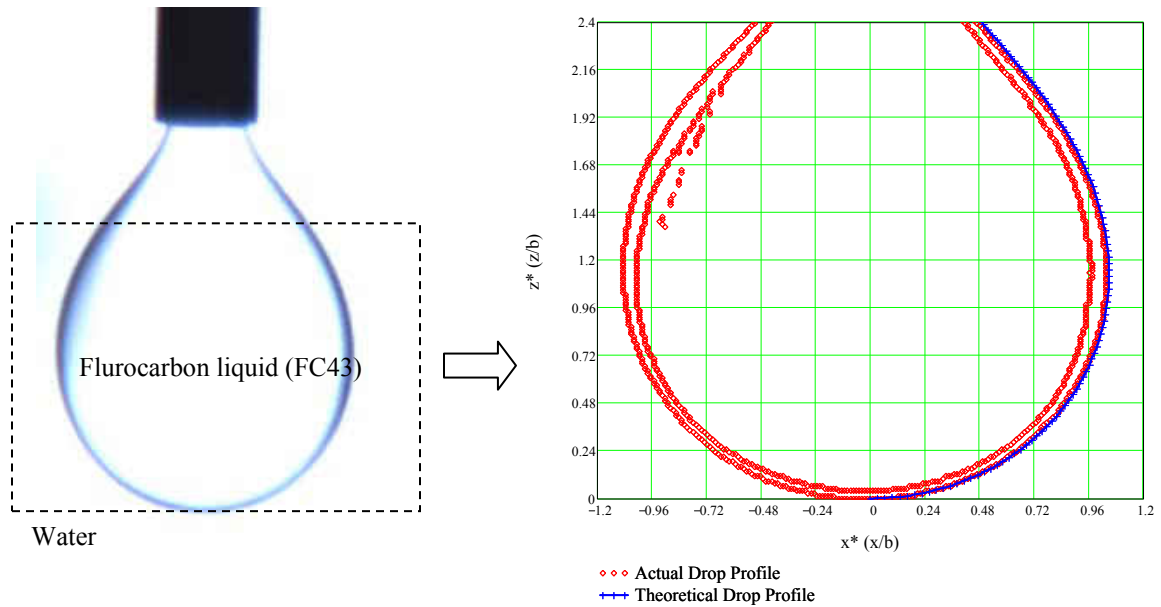 Flurocarbon liquid (FC43)
Water
2.4
2.16
1.92
1.68
1.44
1.2
0.96
0.72
0.48
0.24
0
z* (z/b)
−1.2 −0.96 −0.72 −0.48 −0.24 0 0.24 0.48 0.72 0.96 1.2
x* (x/b)
Actual Drop Profile
Theoretical Drop Profile